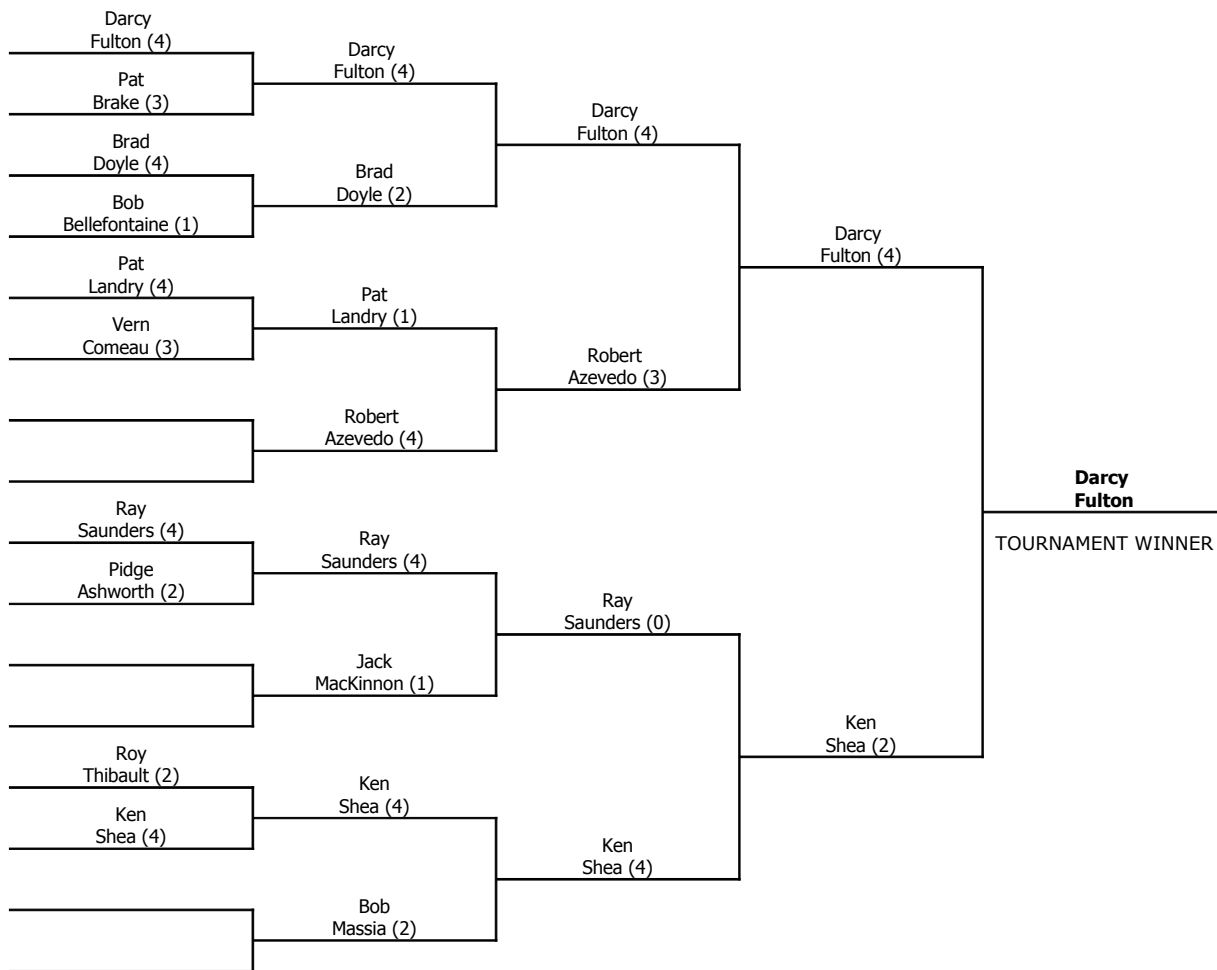 Darcy
Fulton (4)
Pat
Brake (3)
Brad
Doyle (4)
Bob
Bellefontaine (1)
Pat
Landry (4)
Vern
Comeau (3)
Ray
Saunders (4)
Pidge
Ashworth (2)
Roy
Thibault (2)
Ken
Shea (4)
Darcy
Fulton (4)
Brad
Doyle (2)
Pat
Landry (1)
Robert
Azevedo (4)
Ray
Saunders (4)
Jack
MacKinnon (1)
Ken
Shea (4)
Bob
Massia (2)
Darcy
Fulton (4)
Robert
Azevedo (3)
Ray
Saunders (0)
Ken
Shea (4)
Darcy
Fulton (4)
Ken
Shea (2)
Darcy
Fulton
TOURNAMENT WINNER